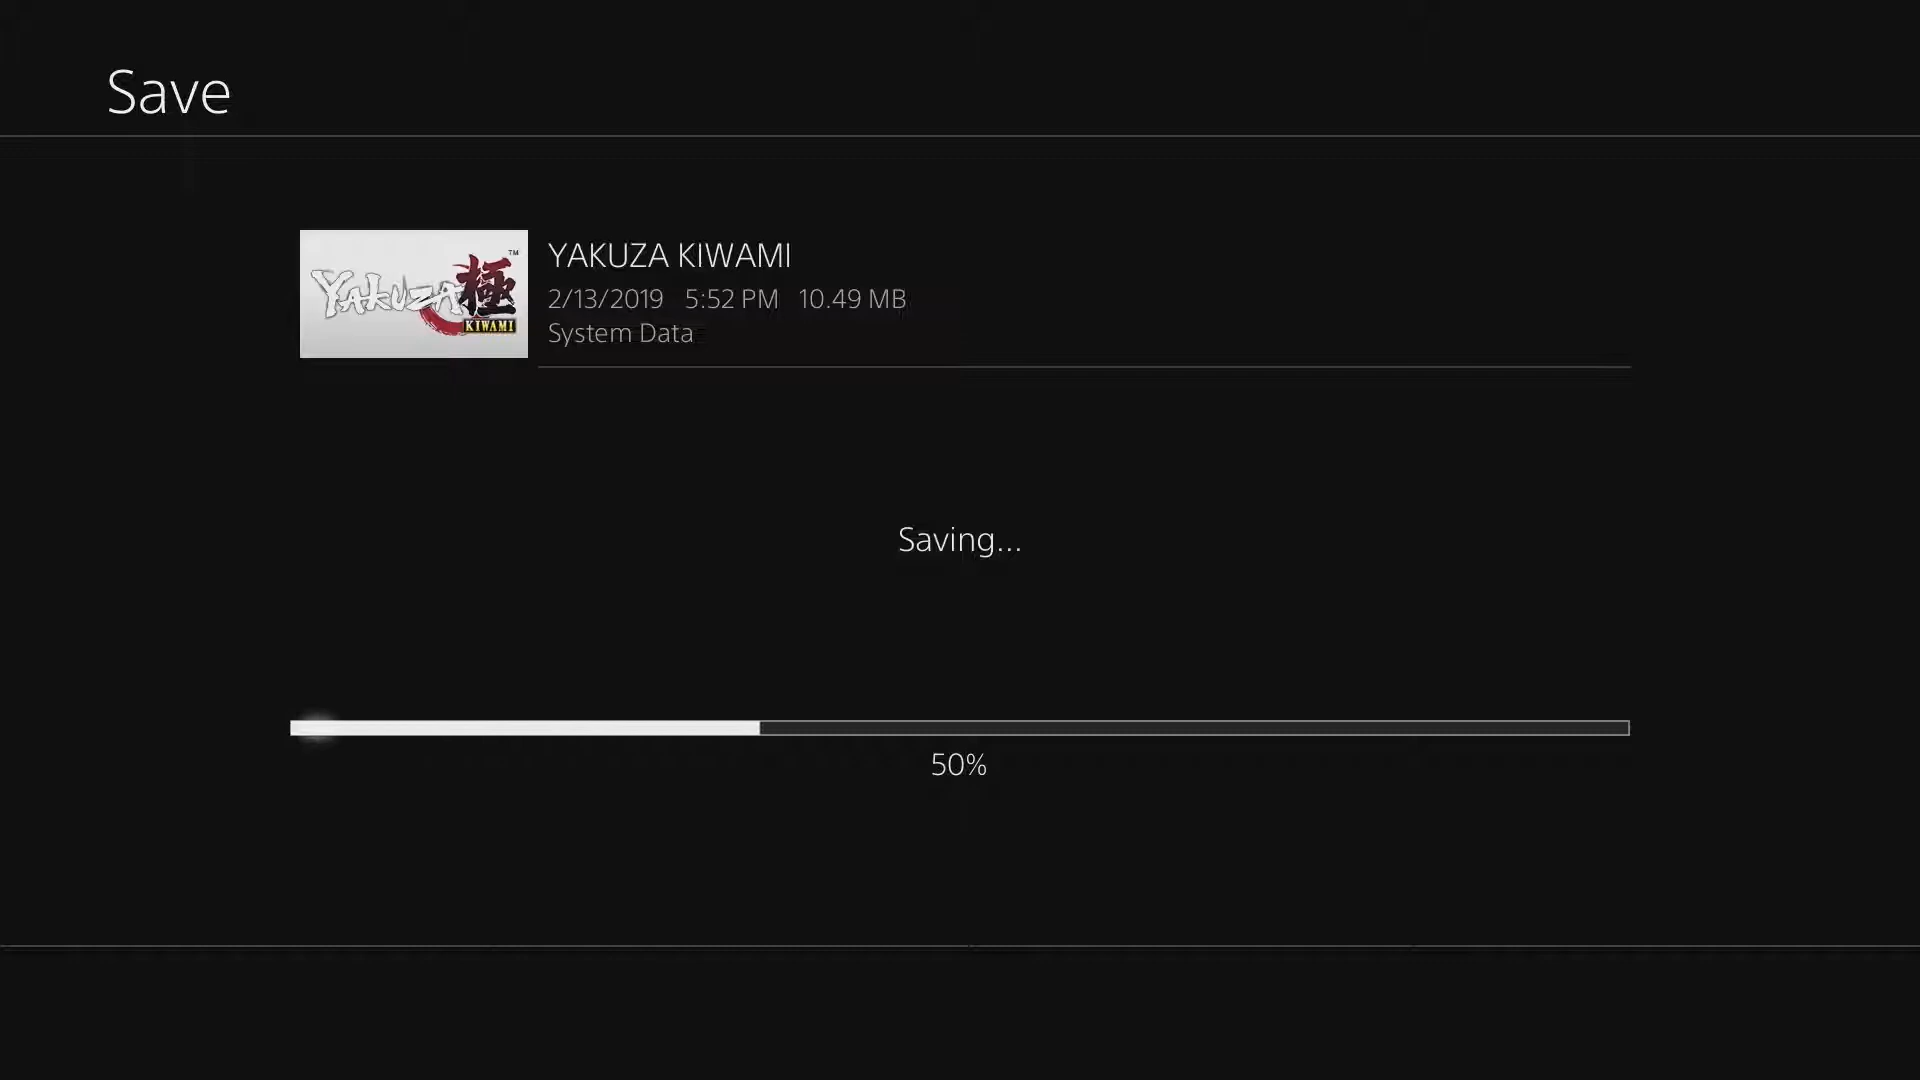 Save
YAKUZA 極 ™
KIWAMI
YAKUZA KIWAMI
2/13/2019 5:52 PM 10.49 MB
System Data
Saving...
50%